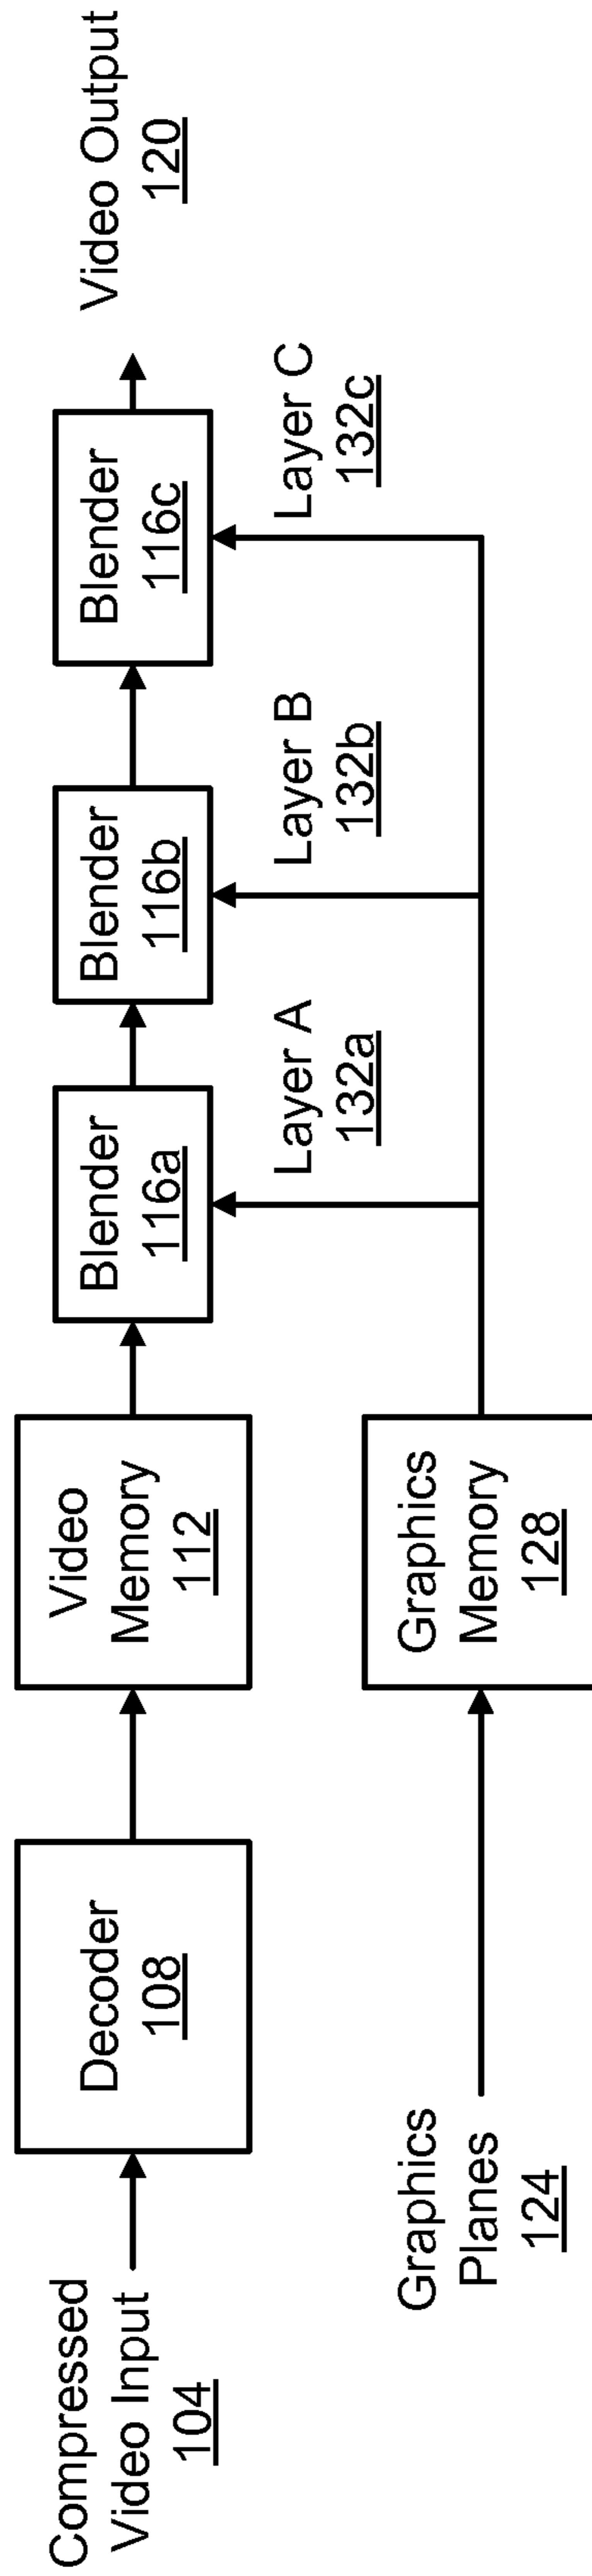 Compressed
Video Input
104
Decoder
108
Video
Memory
112
Blender
116a
Blender
116b
Blender
116c
Video Output
120
Graphics
Planes
124
Graphics
Memory
128
Layer A
132a
Layer B
132b
Layer C
132c